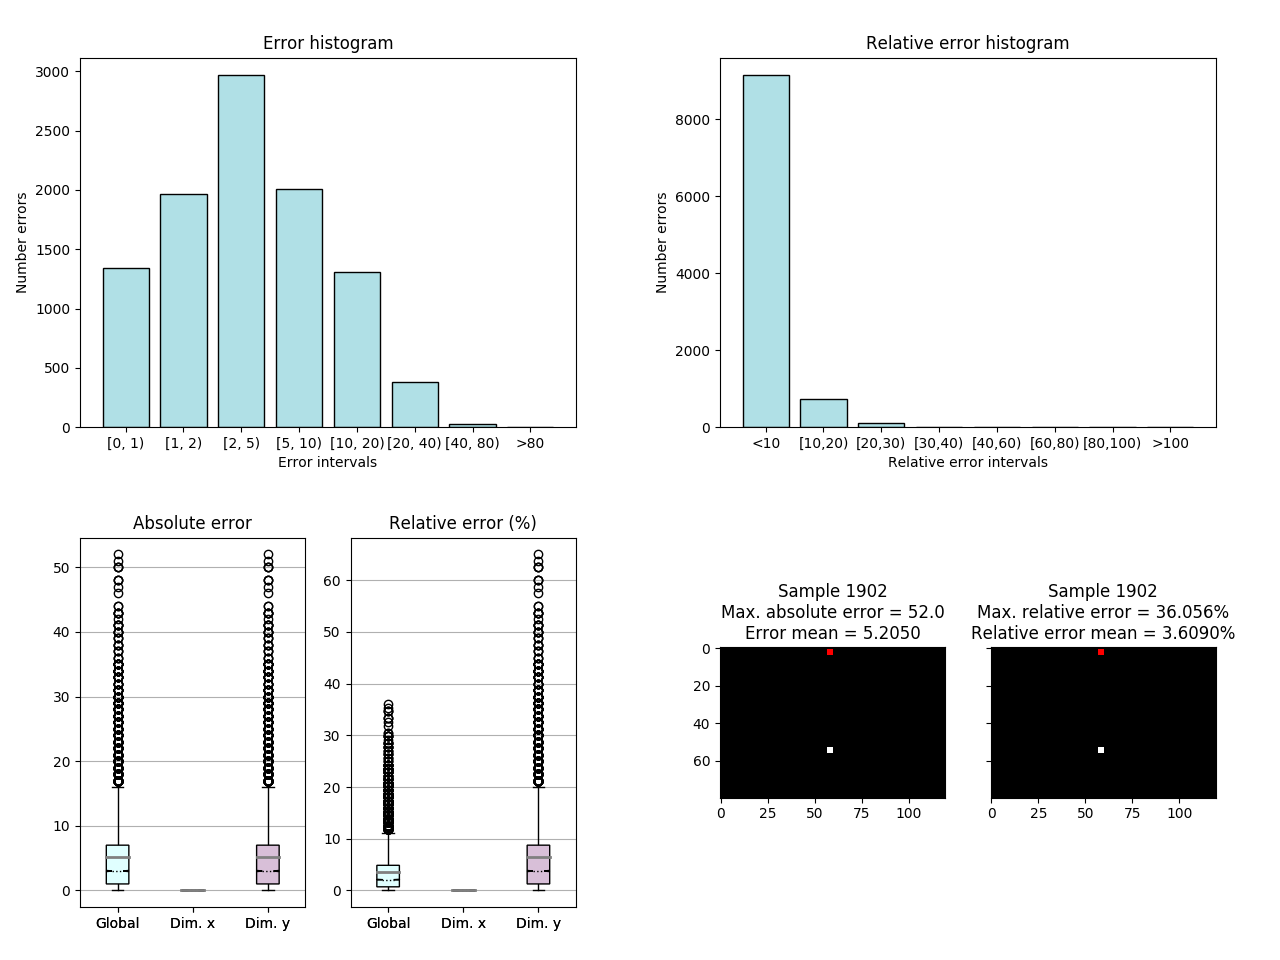 Error histogram
3000
2500
2000
1500
1000
500
0
Number errors
[0, 1) [1, 2) [2, 5) [5, 10) [10, 20) [20, 40) [40, 80) >80
Error intervals
Relative error histogram
8000
6000
4000
2000
0
Number errors
<10 [10,20) [20,30) [30,40) [40,60) [60,80) [80,100) >100
Relative error intervals
Absolute error
50
40
30
20
10
0
Global Dim. x Dim. y
Relative error (%)
60
50
40
30
20
10
0
Global Dim. x Dim. y
Sample 1902
Max. absolute error = 52.0
Error mean = 5.2050
0
20
40
60
0 25 50 75 100
Sample 1902
Max. relative error = 36.056%
Relative error mean = 3.6090%
0 25 50 75 100